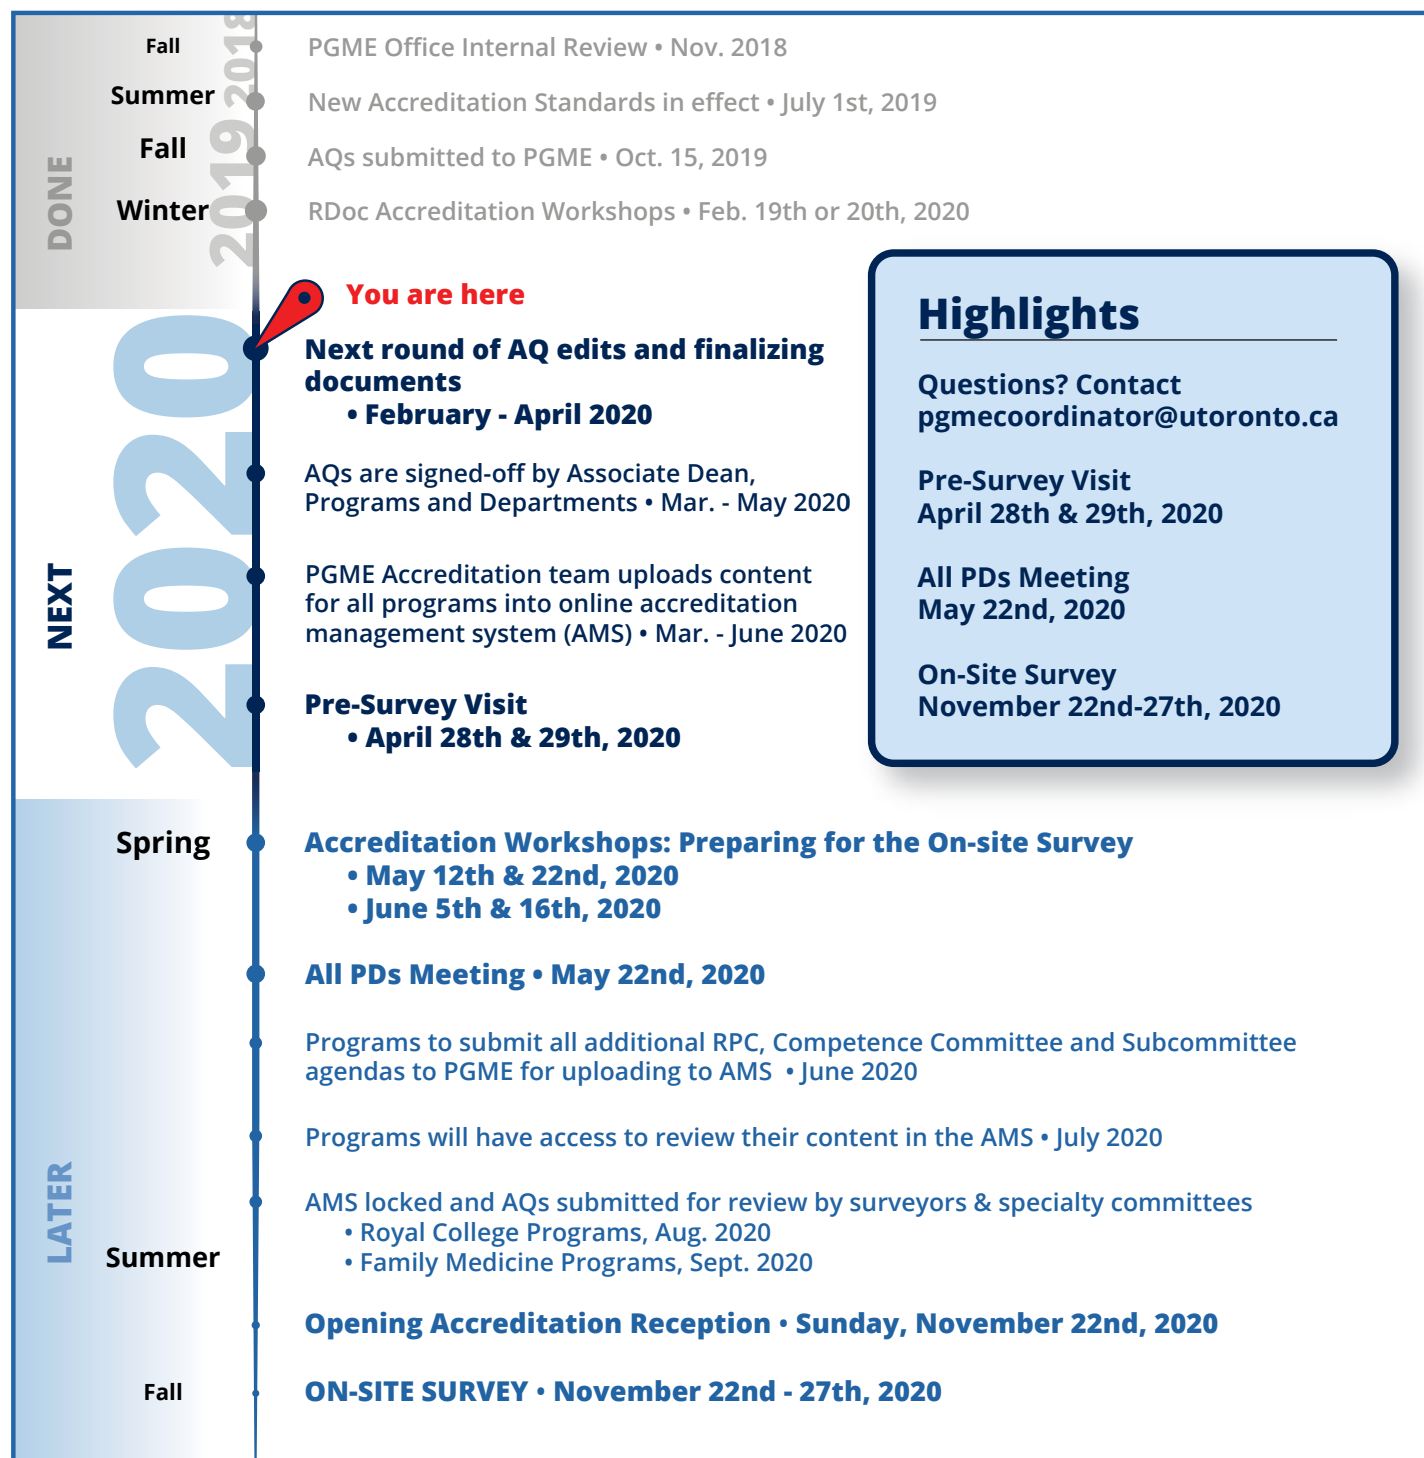 DONE
2018
2019
Fall
PGME Office Internal Review • Nov. 2018
Summer
New Accreditation Standards in effect • July 1st, 2019
Fall
AQs submitted to PGME • Oct. 15, 2019
Winter
RDoc Accreditation Workshops • Feb. 19th or 20th, 2020
You are here
NEXT
2020
Next round of AQ edits and finalizing
documents
• February - April 2020
AQs are signed-off by Associate Dean,
Programs and Departments • Mar. - May 2020
PGME Accreditation team uploads content
for all programs into online accreditation
management system (AMS) • Mar. - June 2020
Pre-Survey Visit
• April 28th & 29th, 2020
Highlights
Questions? Contact
pgmecoordinator@utoronto.ca
Pre-Survey Visit
April 28th & 29th, 2020
All PDs Meeting
May 22nd, 2020
On-Site Survey
November 22nd-27th, 2020
LATER
Spring
Accreditation Workshops: Preparing for the On-site Survey
• May 12th & 22nd, 2020
• June 5th & 16th, 2020
All PDs Meeting • May 22nd, 2020
Programs to submit all additional RPC, Competence Committee and Subcommittee
agendas to PGME for uploading to AMS • June 2020
Programs will have access to review their content in the AMS • July 2020
AMS locked and AQs submitted for review by surveyors & specialty committees
• Royal College Programs, Aug. 2020
Summer
• Family Medicine Programs, Sept. 2020
Opening Accreditation Reception • Sunday, November 22nd, 2020
Fall
ON-SITE SURVEY • November 22nd - 27th, 2020